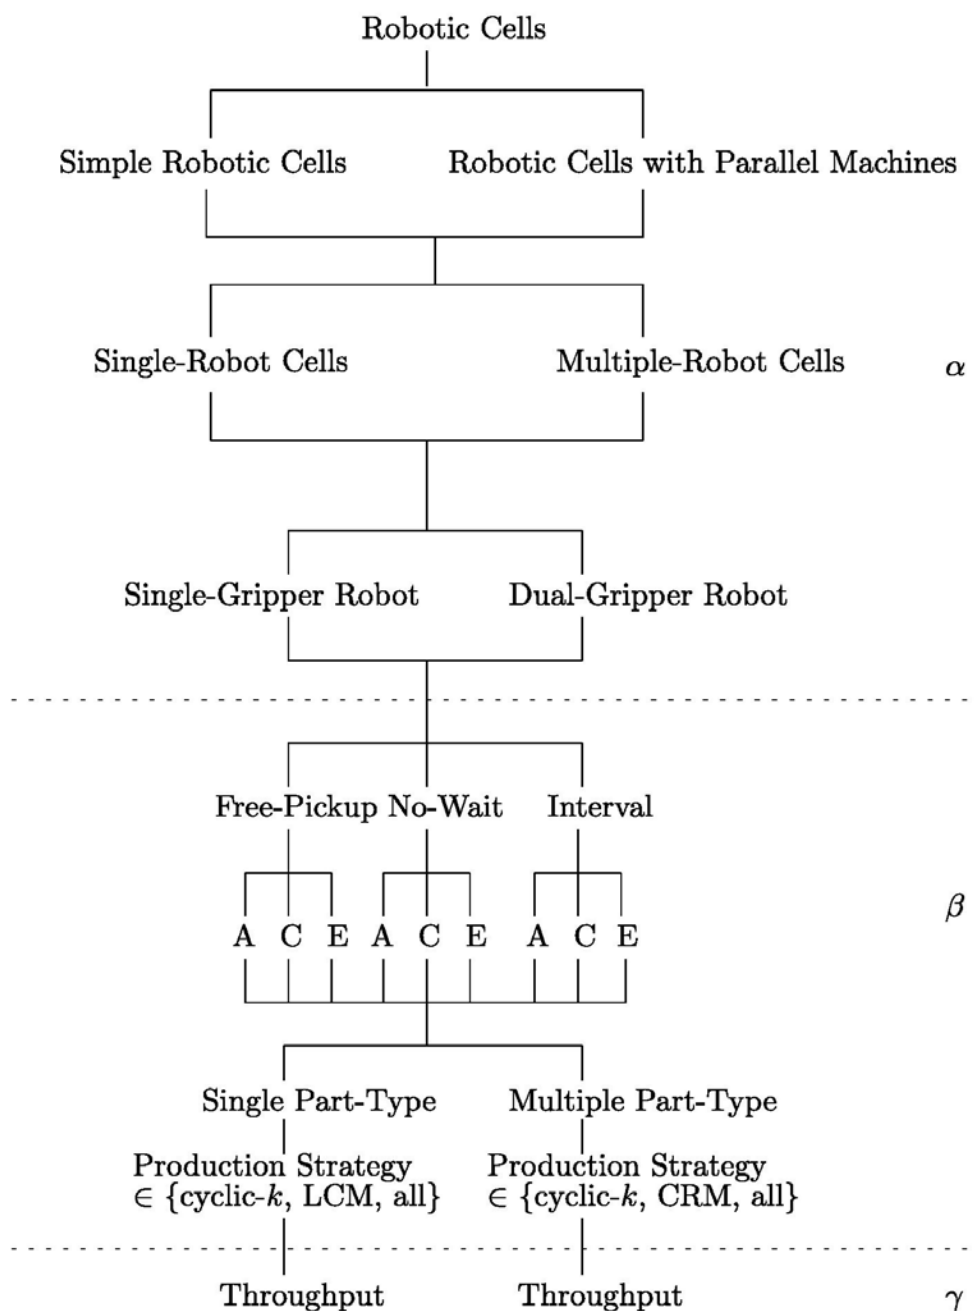 Robotic Cells
Simple Robotic Cells Robotic Cells with Parallel Machines
Single-Robot Cells Multiple-Robot Cells α
Single-Gripper Robot Dual-Gripper Robot
Free-Pickup No-Wait Interval
A C E A C E A C E β
Single Part-Type Multiple Part-Type
Production Strategy Production Strategy
∈ {cyclic-k, LCM, all} ∈ {cyclic-k, CRM, all}
Throughput Throughput γ